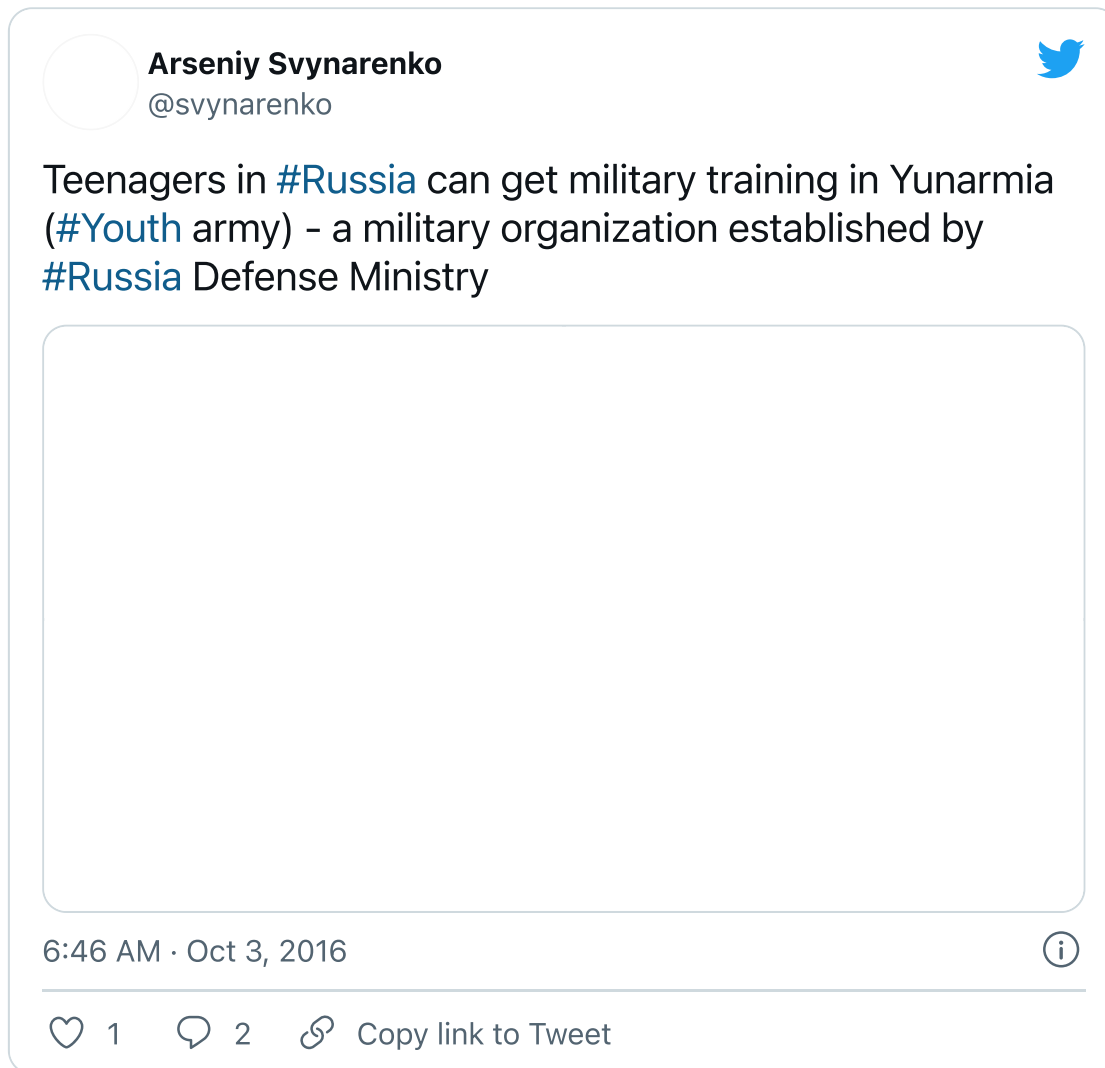 Arseniy Svynarenko
@svynarenko
Teenagers in #Russia can get military training in Yunarmia
(#Youth army) - a military organization established by
#Russia Defense Ministry
6:46 AM · Oct 3, 2016
1 2 Copy link to Tweet